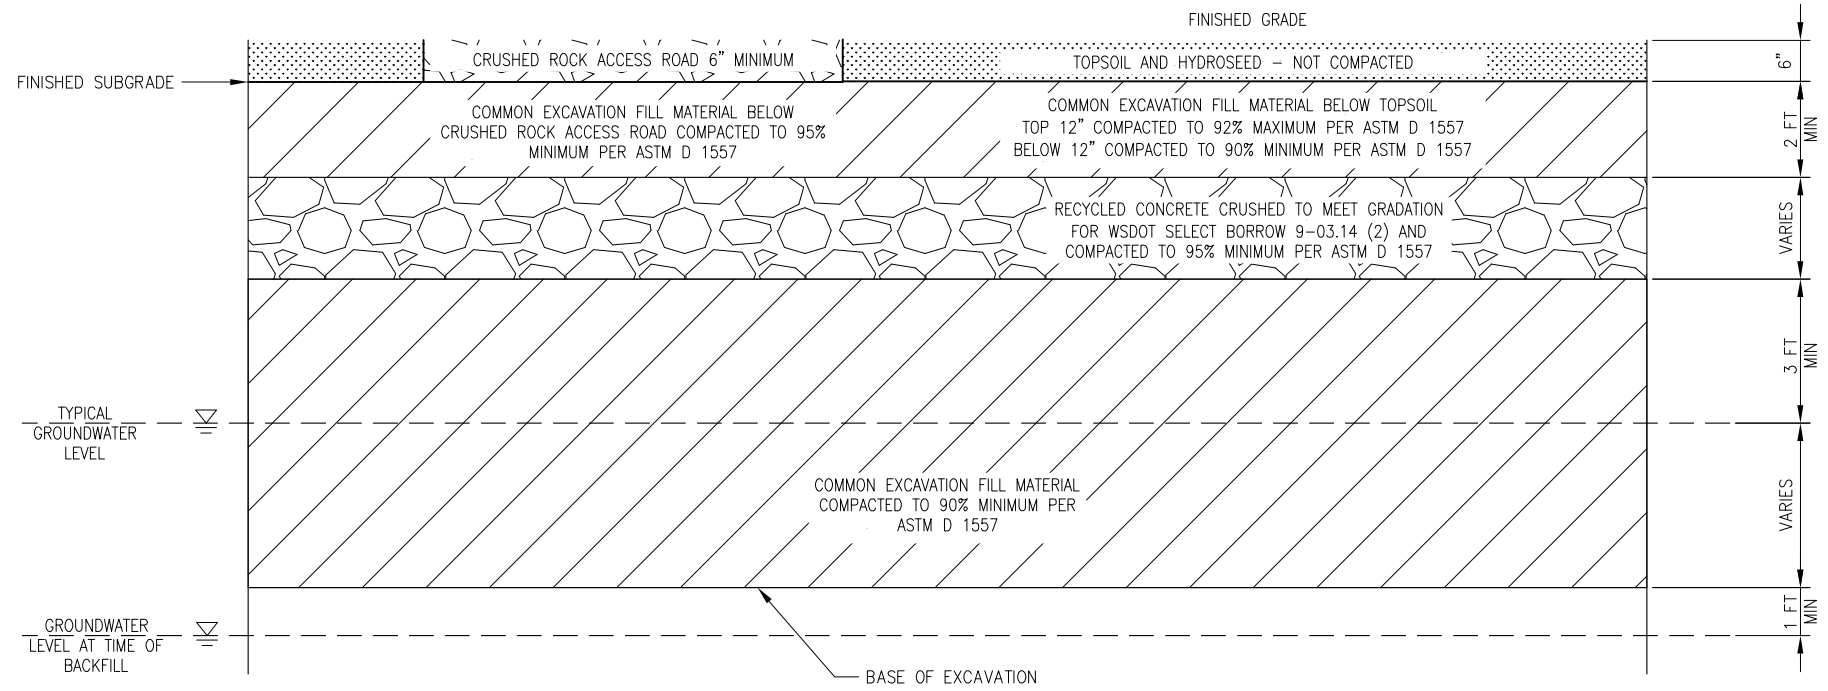 FINISHED GRADE
CRUSHED ROCK ACCESS ROAD 6” MINIMUM
TOPSOIL AND HYDROSEED – NOT COMPACTED
6”
FINISHED SUBGRADE
COMMON EXCAVATION FILL MATERIAL BELOW
CRUSHED ROCK ACCESS ROAD COMPACTED TO 95%
MINIMUM PER ASTM D 1557
COMMON EXCAVATION FILL MATERIAL BELOW TOPSOIL
TOP 12” COMPACTED TO 92% MAXIMUM PER ASTM D 1557
BELOW 12” COMPACTED TO 90% MINIMUM PER ASTM D 1557
2 FT
MIN
RECYCLED CONCRETE CRUSHED TO MEET GRADATION
FOR WSDOT SELECT BORROW 9–03.14 (2) AND
COMPACTED TO 95% MINIMUM PER ASTM D 1557
VARIES
3 FT
MIN
TYPICAL
GROUNDWATER
LEVEL
COMMON EXCAVATION FILL MATERIAL
COMPACTED TO 90% MINIMUM PER
ASTM D 1557
VARIES
1 FT
MIN
GROUNDWATER
LEVEL AT TIME OF
BACKFILL
BASE OF EXCAVATION